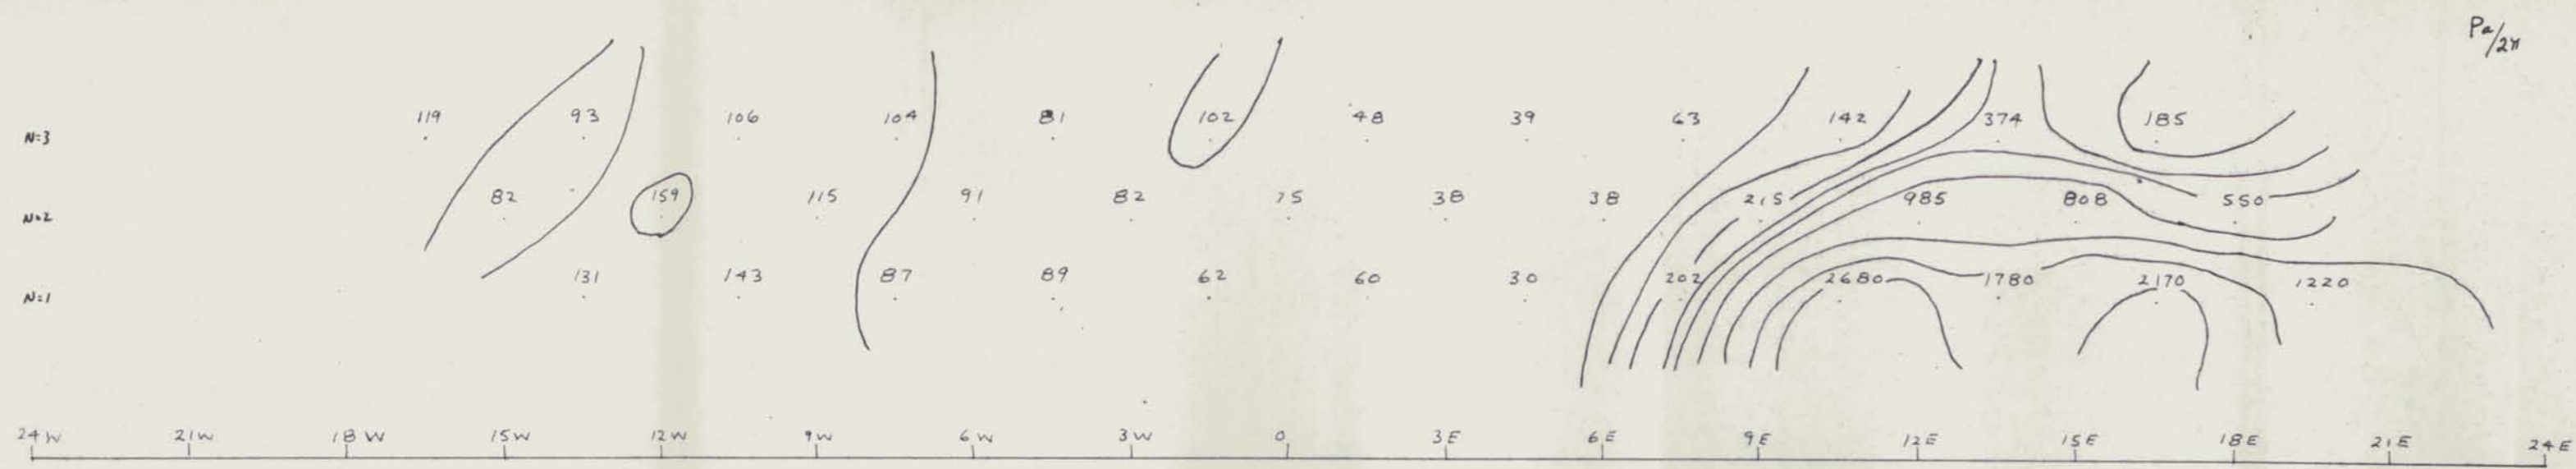 Pa/2π
N=3 119 93 106 104 81 102 48 39 63 142 374 185
N=2 82 159 115 91 82 75 38 38 215 985 808 550
N=1 131 143 87 89 62 60 30 202 2680 1780 2170 1220
24W 21W 18W 15W 12W 9W 6W 3W 0 3E 6E 9E 12E 15E 18E 21E 24E